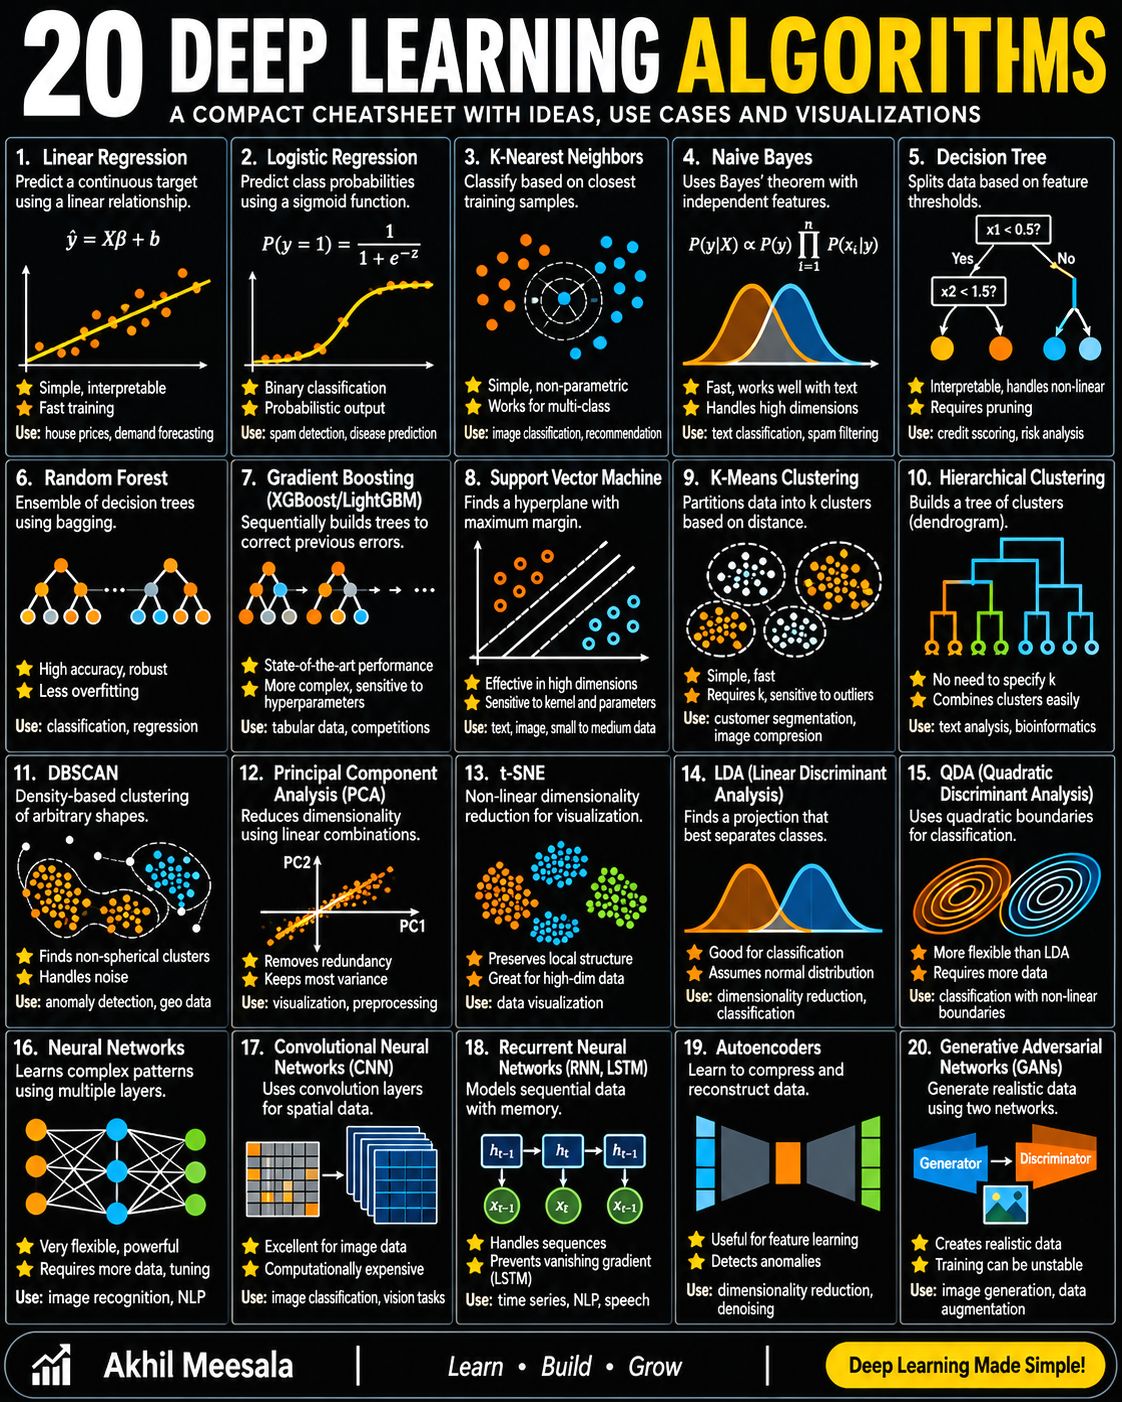 20 DEEP LEARNING ALGORITHMS
A COMPACT CHEATSHEET WITH IDEAS, USE CASES AND VISUALIZATIONS
1. Linear Regression
Predict a continuous target
using a linear relationship.
ŷ = Xβ + b
Simple, interpretable
Fast training
Use: house prices, demand forecasting
2. Logistic Regression
Predict class probabilities
using a sigmoid function.
P(y = 1) = 1 / 1 + e^−z
Binary classification
Probabilistic output
Use: spam detection, disease prediction
3. K-Nearest Neighbors
Classify based on closest
training samples.
Simple, non-parametric
Works for multi-class
Use: image classification, recommendation
4. Naive Bayes
Uses Bayes' theorem with
independent features.
P(y|X) ∝ P(y) ∏ i=1 n P(xᵢ|y)
Fast, works well with text
Handles high dimensions
Use: text classification, spam filtering
5. Decision Tree
Splits data based on feature
thresholds.
x1 < 0.5?
Yes No
x2 < 1.5?
Interpretable, handles non-linear
Requires pruning
Use: credit sscoring, risk analysis
6. Random Forest
Ensemble of decision trees
using bagging.
High accuracy, robust
Less overfitting
Use: classification, regression
7. Gradient Boosting
(XGBoost/LightGBM)
Sequentially builds trees to
correct previous errors.
State-of-the-art performance
More complex, sensitive to
hyperparameters
Use: tabular data, competitions
8. Support Vector Machine
Finds a hyperplane with
maximum margin.
Effective in high dimensions
Sensitive to kernel and parameters
Use: text, image, small to medium data
9. K-Means Clustering
Partitions data into k clusters
based on distance.
Simple, fast
Requires k, sensitive to outliers
Use: customer segmentation,
image compresion
10. Hierarchical Clustering
Builds a tree of clusters
(dendrogram).
No need to specify k
Combines clusters easily
Use: text analysis, bioinformatics
11. DBSCAN
Density-based clustering
of arbitrary shapes.
Finds non-spherical clusters
Handles noise
Use: anomaly detection, geo data
12. Principal Component
Analysis (PCA)
Reduces dimensionality
using linear combinations.
PC2
PC1
Removes redundancy
Keeps most variance
Use: visualization, preprocessing
13. t-SNE
Non-linear dimensionality
reduction for visualization.
Preserves local structure
Great for high-dim data
Use: data visualization
14. LDA (Linear Discriminant
Analysis)
Finds a projection that
best separates classes.
Good for classification
Assumes normal distribution
Use: dimensionality reduction,
classification
15. QDA (Quadratic
Discriminant Analysis)
Uses quadratic boundaries
for classification.
More flexible than LDA
Requires more data
Use: classification with non-linear
boundaries
16. Neural Networks
Learns complex patterns
using multiple layers.
Very flexible, powerful
Requires more data, tuning
Use: image recognition, NLP
17. Convolutional Neural
Networks (CNN)
Uses convolution layers
for spatial data.
Excellent for image data
Computationally expensive
Use: image classification, vision tasks
18. Recurrent Neural
Networks (RNN, LSTM)
Models sequential data
with memory.
hₜ₋₁ hₜ hₜ₋₁
xₜ₋₁ xₜ xₜ₋₁
Handles sequences
Prevents vanishing gradient
(LSTM)
Use: time series, NLP, speech
19. Autoencoders
Learn to compress and
reconstruct data.
Useful for feature learning
Detects anomalies
Use: dimensionality reduction,
denoising
20. Generative Adversarial
Networks (GANs)
Generate realistic data
using two networks.
Generator Discriminator
Creates realistic data
Training can be unstable
Use: image generation, data
augmentation
Akhil Meesala
Learn • Build • Grow
Deep Learning Made Simple!